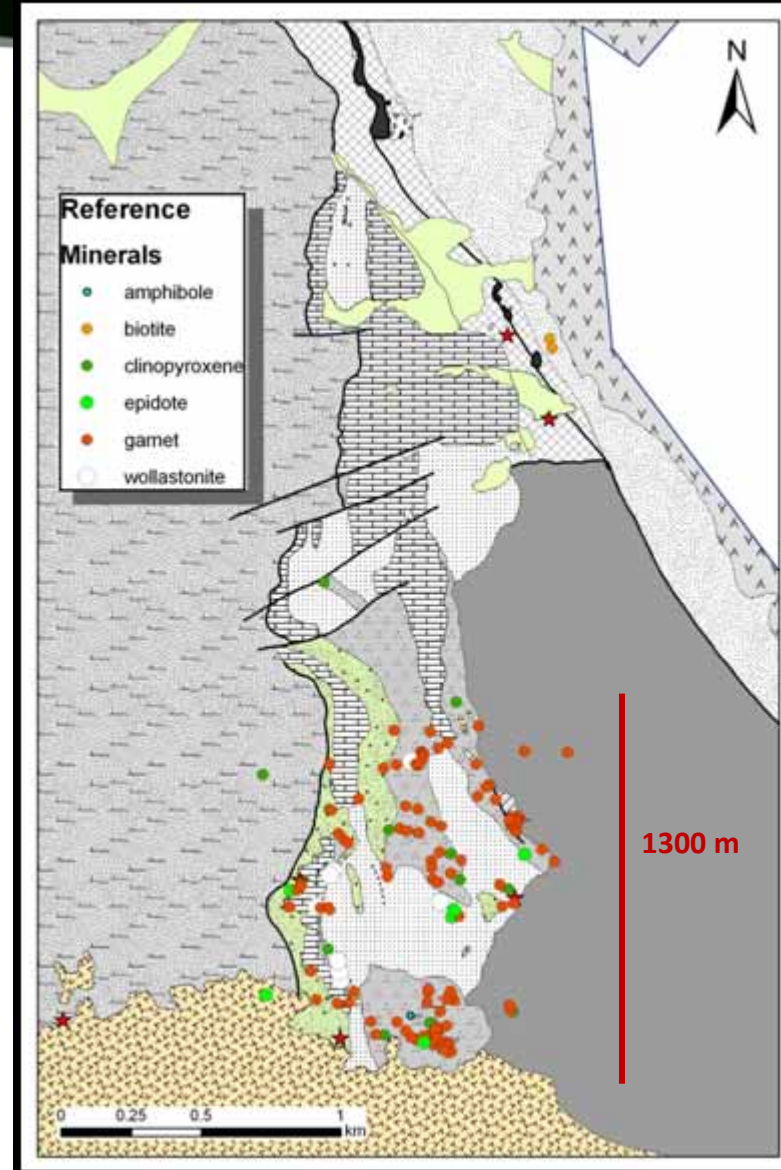 N
Reference
Minerals
amphibole
biotite
clinopyroxene
epidote
garnet
wollastonite
1300 m
0 0.25 0.5 1
km